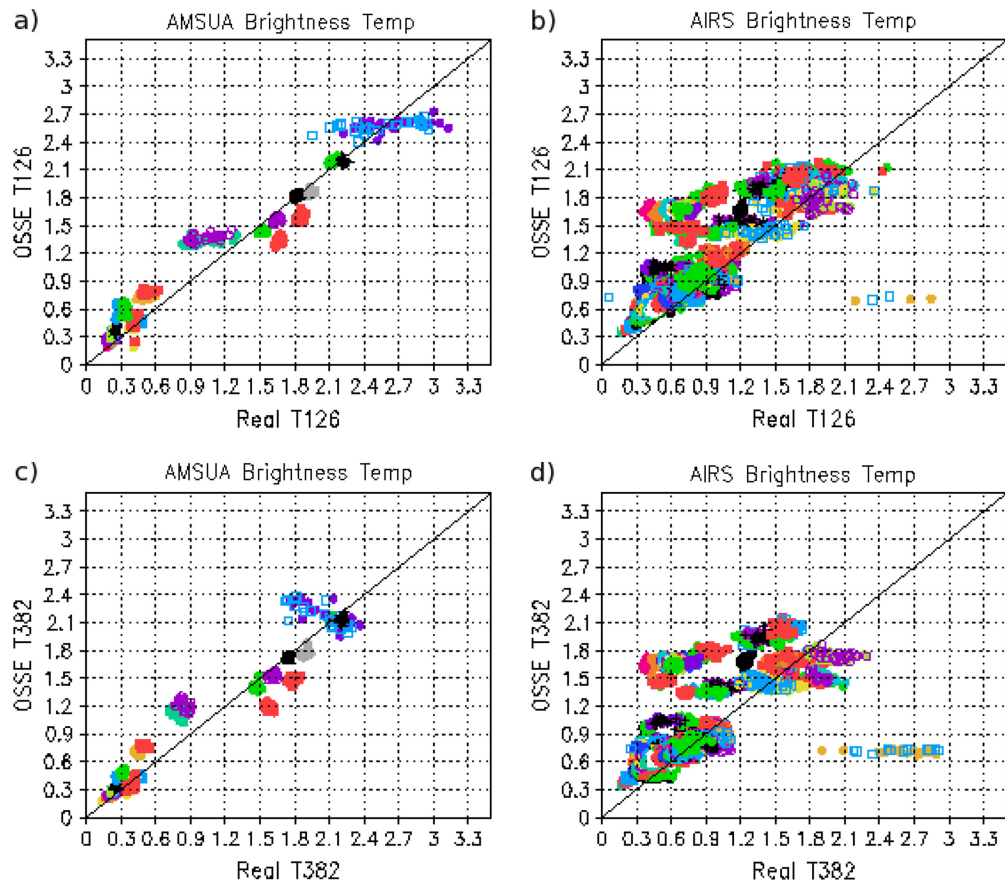 a)
AMSUA Brightness Temp
OSSE T126
3.3
3
2.7
2.4
2.1
1.8
1.5
1.2
0.9
0.6
0.3
0
0 0.3 0.6 0.9 1.2 1.5 1.8 2.1 2.4 2.7 3 3.3
Real T126
b)
AIRS Brightness Temp
OSSE T126
3.3
3
2.7
2.4
2.1
1.8
1.5
1.2
0.9
0.6
0.3
0
0 0.3 0.6 0.9 1.2 1.5 1.8 2.1 2.4 2.7 3 3.3
Real T126
c)
AMSUA Brightness Temp
OSSE T382
3.3
3
2.7
2.4
2.1
1.8
1.5
1.2
0.9
0.6
0.3
0
0 0.3 0.6 0.9 1.2 1.5 1.8 2.1 2.4 2.7 3 3.3
Real T382
d)
AIRS Brightness Temp
OSSE T382
3.3
3
2.7
2.4
2.1
1.8
1.5
1.2
0.9
0.6
0.3
0
0 0.3 0.6 0.9 1.2 1.5 1.8 2.1 2.4 2.7 3 3.3
Real T382